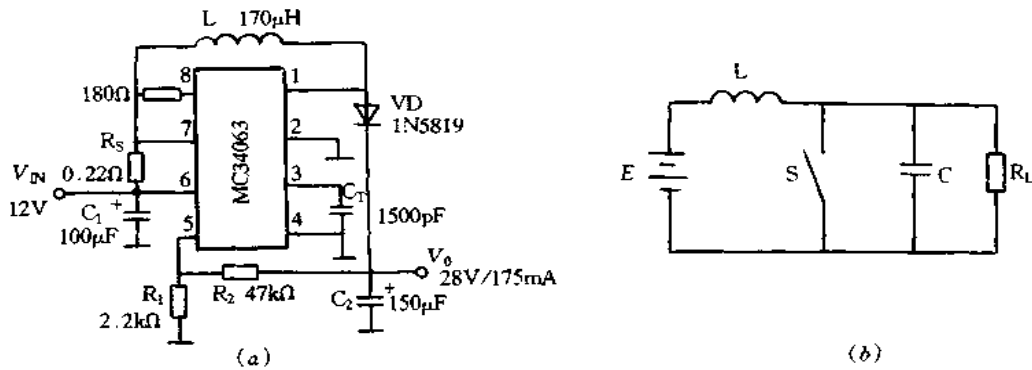 L 170μH
8
1
180Ω
VD
1N5819
R_S
7
2
V_IN
0.22Ω
MC34063
6
3
C_T
12V
C_1
+
1500pF
5
4
100μF
V_0
28V/175mA
R_1
R_2 47kΩ
C_2
+
150μF
2.2kΩ
(a)
L
E
S
C
R_L
(b)